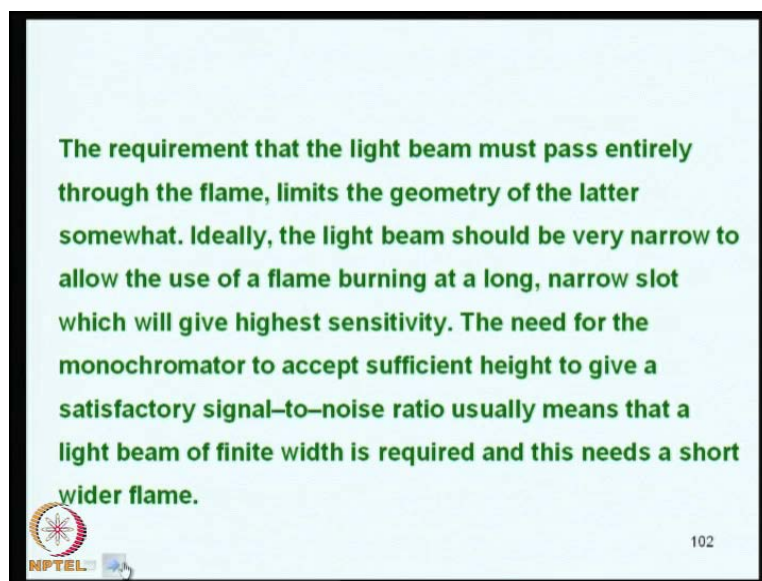 The requirement that the light beam must pass entirely
through the flame, limits the geometry of the latter
somewhat. Ideally, the light beam should be very narrow to
allow the use of a flame burning at a long, narrow slot
which will give highest sensitivity. The need for the
monochromator to accept sufficient height to give a
satisfactory signal–to–noise ratio usually means that a
light beam of finite width is required and this needs a short
wider flame.
102
NPTEL